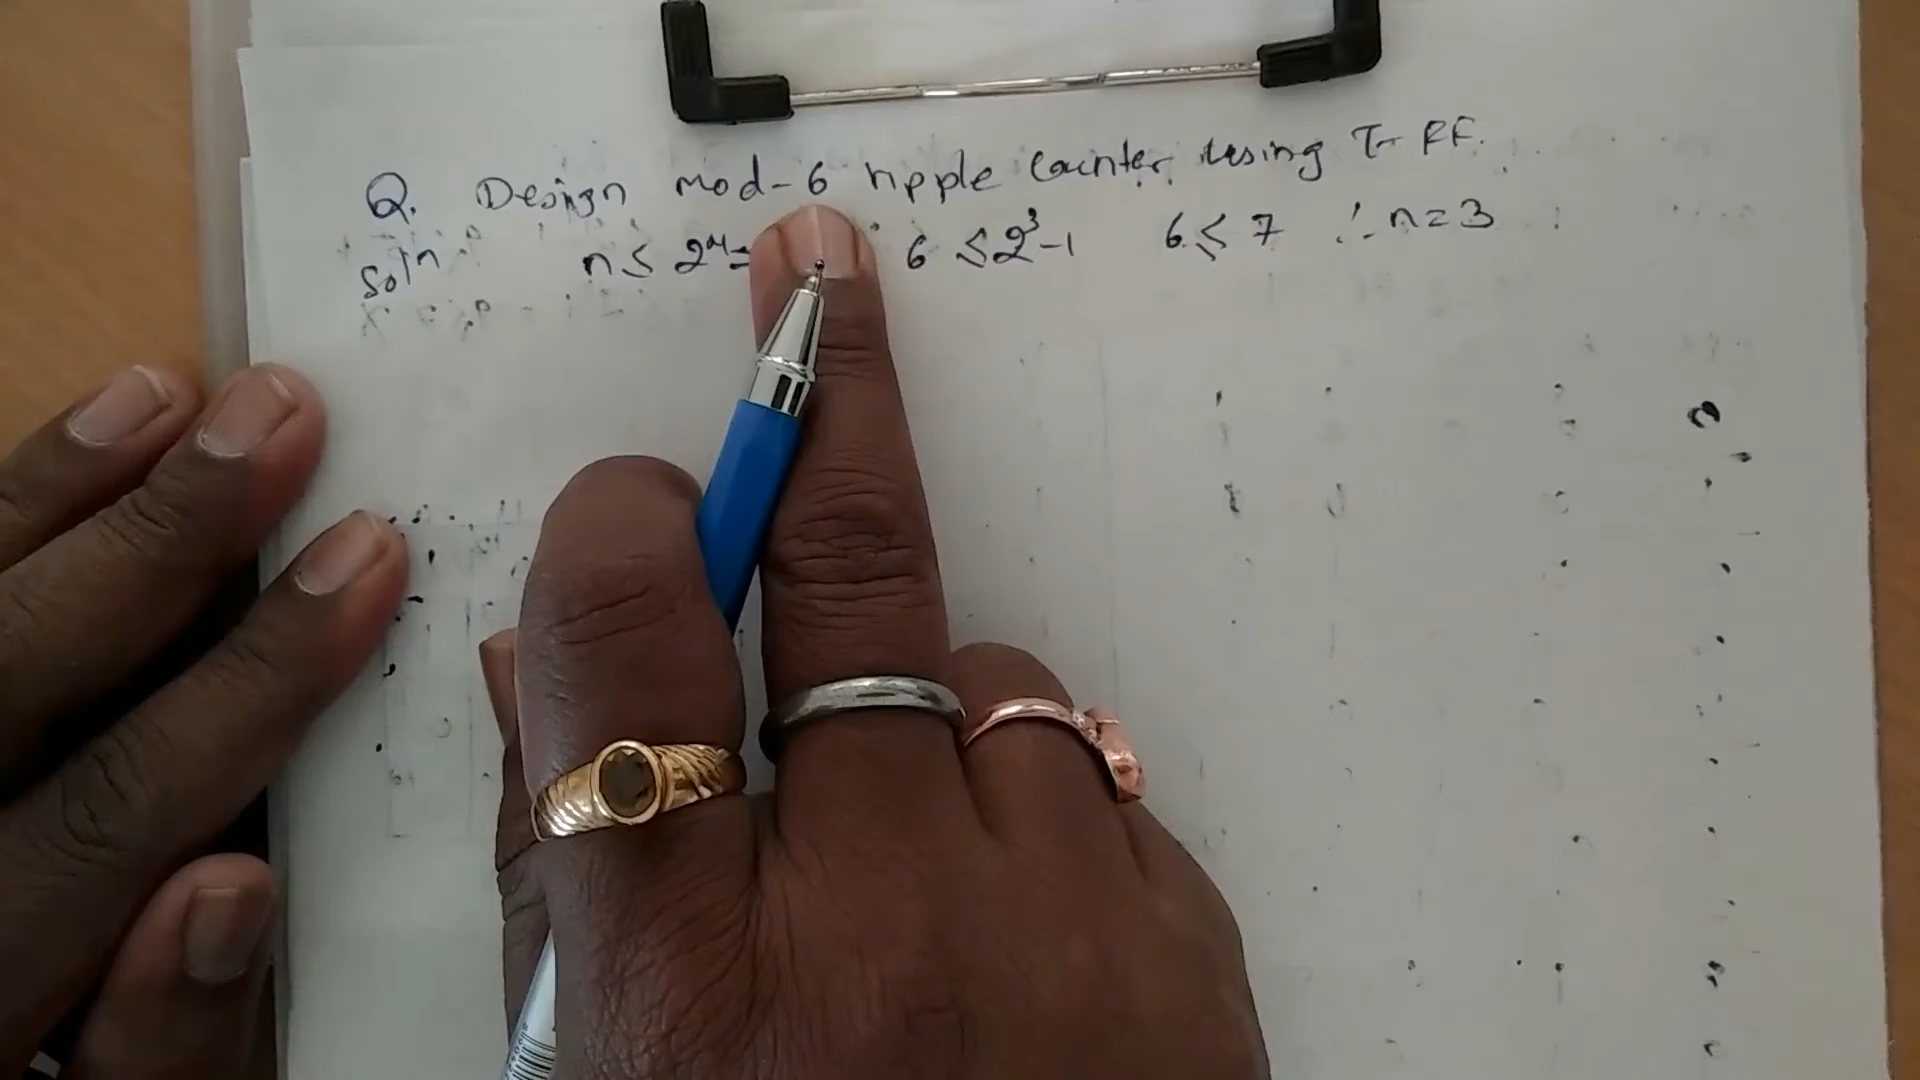 Q. Design mod-6 ripple counter using T-FF.
Soln n ≤ 2ⁿ 6 ≤ 2³-1 6 ≤ 7 ∴ n=3